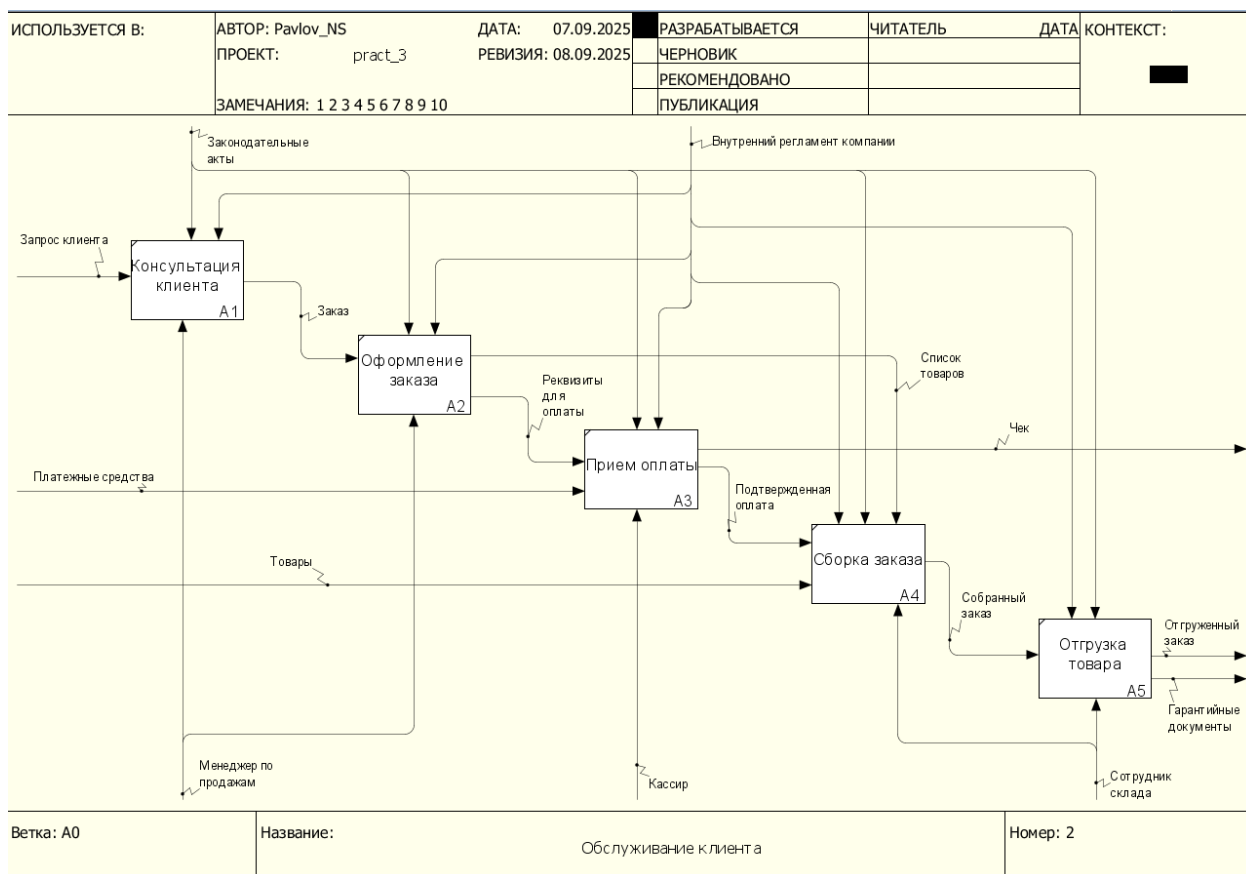 ИСПОЛЬЗУЕТСЯ В:
АВТОР: Pavlov_NS
ДАТА: 07.09.2025
ПРОЕКТ: pract_3
РЕВИЗИЯ: 08.09.2025
ЗАМЕЧАНИЯ: 1 2 3 4 5 6 7 8 9 10
РАЗРАБАТЫВАЕТСЯ
ЧЕРНОВИК
РЕКОМЕНДОВАНО
ПУБЛИКАЦИЯ
ЧИТАТЕЛЬ
ДАТА
КОНТЕКСТ:
Законодательные
акты
Внутренний регламент компании
Запрос клиента
Консультация
клиента
A1
Заказ
Оформление
заказа
A2
Список
товаров
Реквизиты
для
оплаты
Чек
Прием оплаты
A3
Платежные средства
Подтвержденная
оплата
Товары
Сборка заказа
A4
Собранный
заказ
Отгрузка
товара
A5
Отгруженный
заказ
Гарантийные
документы
Менеджер по
продажам
Кассир
Сотрудник
склада
Ветка: A0
Название:
Обслуживание клиента
Номер: 2